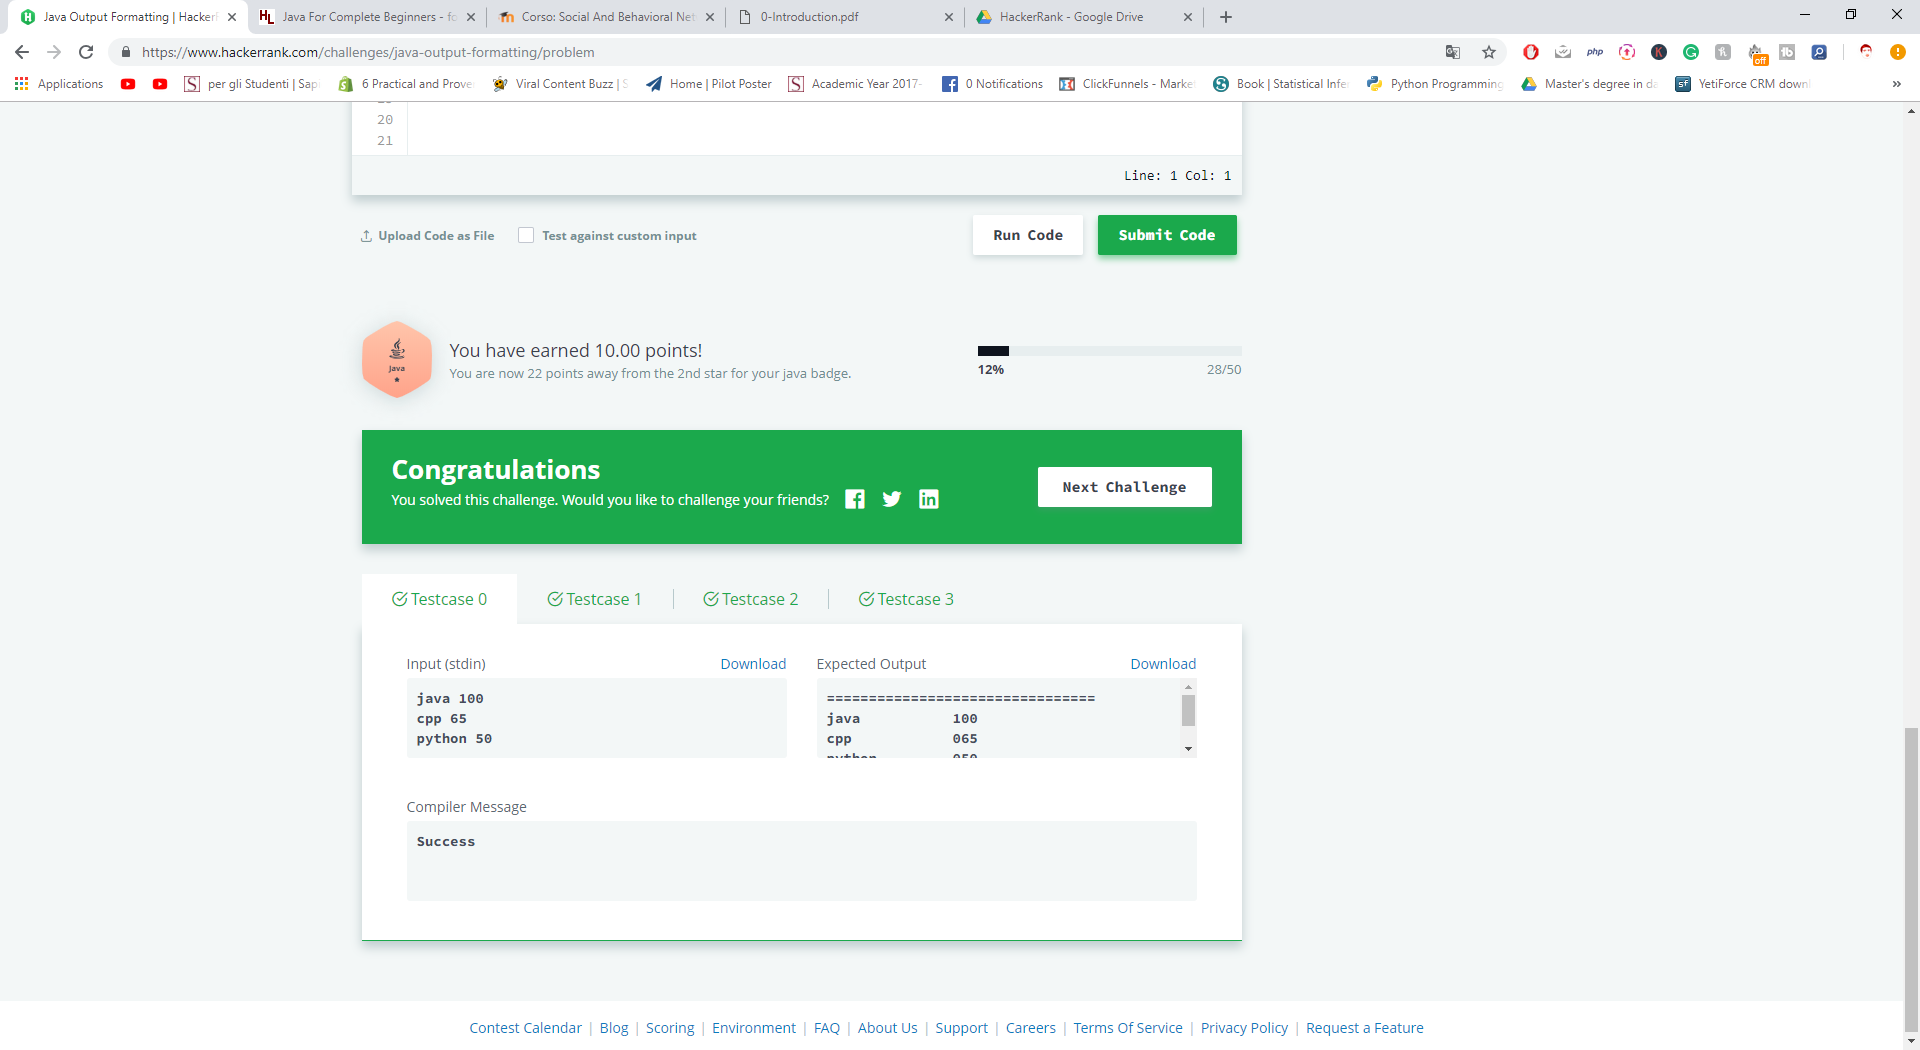 Java Output Formatting | Hacker
Java For Complete Beginners - fo
Corso: Social And Behavioral Net
0-Introduction.pdf
HackerRank - Google Drive
https://www.hackerrank.com/challenges/java-output-formatting/problem
php
off
Applications
per gli Studenti | Sap
6 Practical and Prove
Viral Content Buzz | S
Home | Pilot Poster
Academic Year 2017-
0 Notifications
ClickFunnels - Market
Book | Statistical Infe
Python Programming
Master's degree in da
YetiForce CRM down
»
20
21
Line: 1 Col: 1
Upload Code as File
Test against custom input
Run Code
Submit Code
Java
You have earned 10.00 points!
You are now 22 points away from the 2nd star for your java badge.
12%
28/50
Congratulations
You solved this challenge. Would you like to challenge your friends?
Next Challenge
Testcase 0
Testcase 1
Testcase 2
Testcase 3
Input (stdin)
Download
java 100
cpp 65
python 50
Expected Output
Download
================================
java 100
cpp 065
python 050
Compiler Message
Success
Contest Calendar | Blog | Scoring | Environment | FAQ | About Us | Support | Careers | Terms Of Service | Privacy Policy | Request a Feature